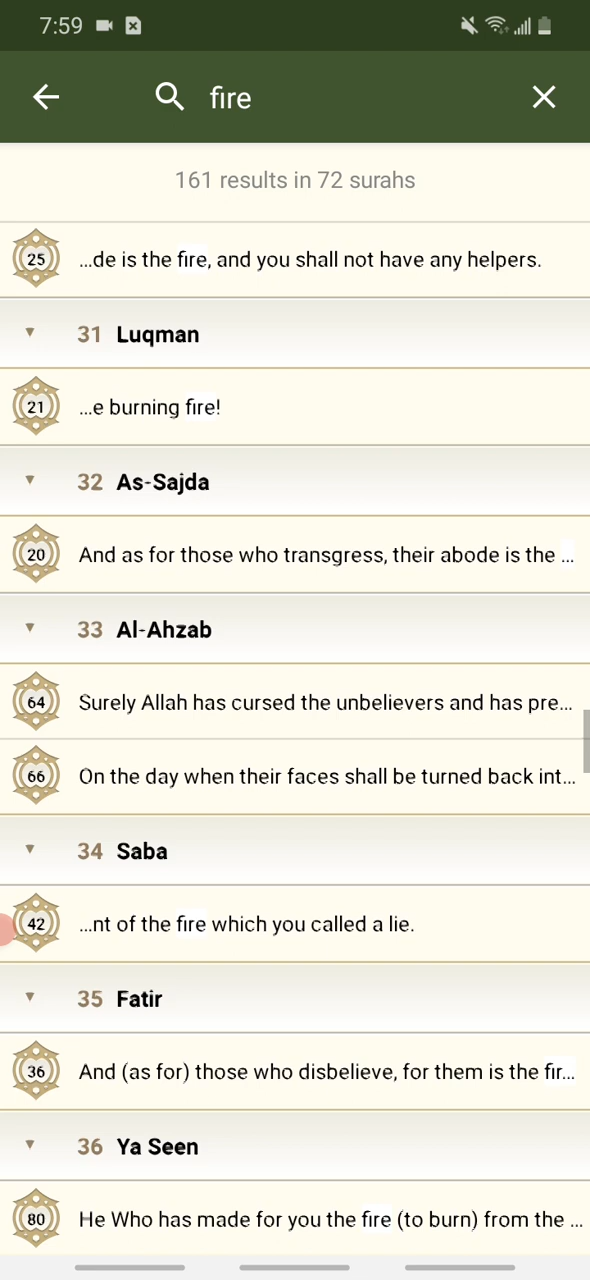 7:59
fire
161 results in 72 surahs
25 ...de is the fire, and you shall not have any helpers.
31 Luqman
21 ...e burning fire!
32 As-Sajda
20 And as for those who transgress, their abode is the ...
33 Al-Ahzab
64 Surely Allah has cursed the unbelievers and has pre...
66 On the day when their faces shall be turned back int...
34 Saba
42 ...nt of the fire which you called a lie.
35 Fatir
36 And (as for) those who disbelieve, for them is the fir...
36 Ya Seen
80 He Who has made for you the fire (to burn) from the ...